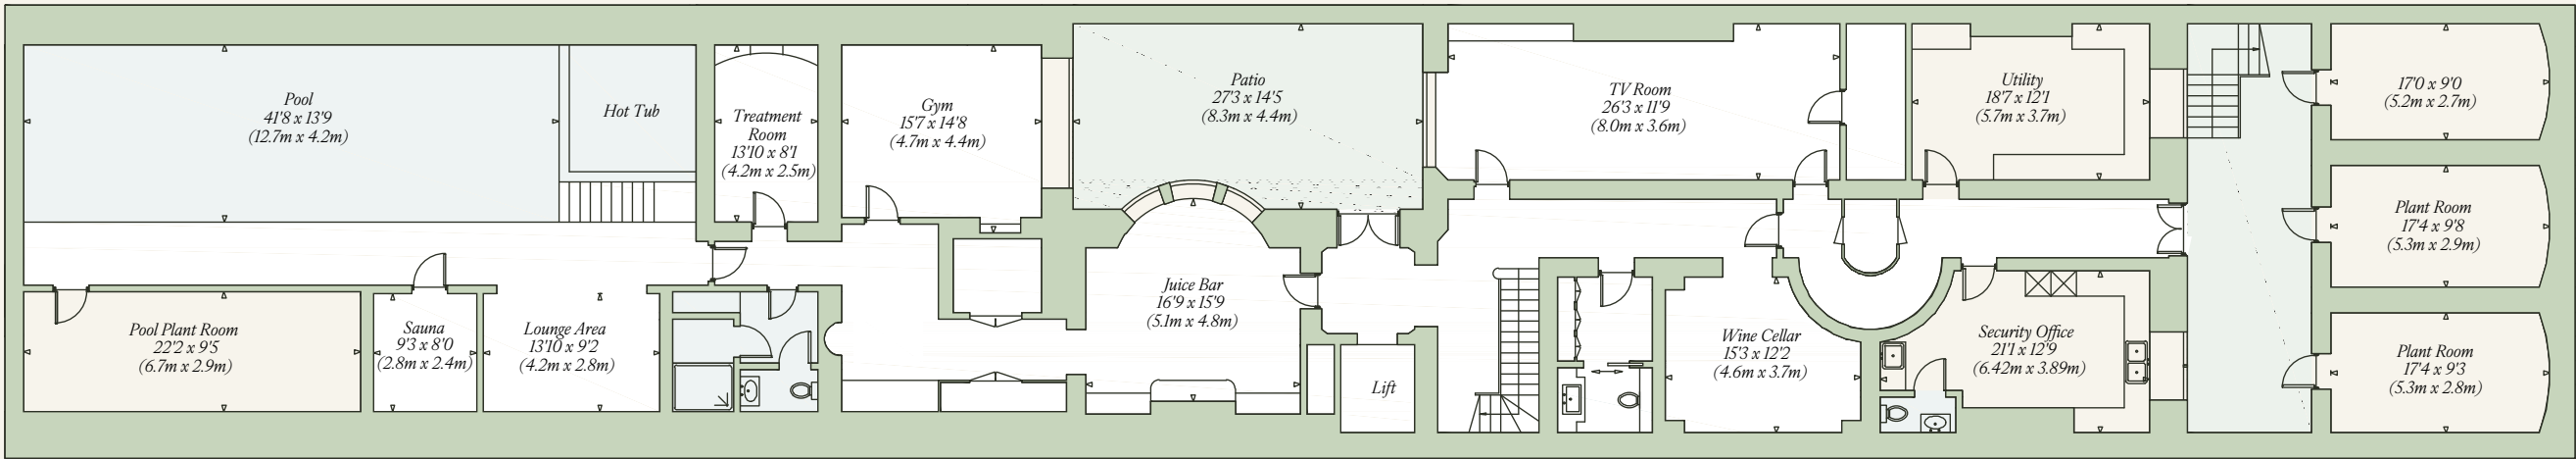 Pool
41'8 x 13'9
(12.7m x 4.2m)
Hot Tub
Treatment
Room
13'10 x 8'1
(4.2m x 2.5m)
Gym
15'7 x 14'8
(4.7m x 4.4m)
Patio
27'3 x 14'5
(8.3m x 4.4m)
TV Room
26'3 x 11'9
(8.0m x 3.6m)
Utility
18'7 x 12'1
(5.7m x 3.7m)
17'0 x 9'0
(5.2m x 2.7m)
Plant Room
17'4 x 9'8
(5.3m x 2.9m)
Pool Plant Room
22'2 x 9'5
(6.7m x 2.9m)
Sauna
9'3 x 8'0
(2.8m x 2.4m)
Lounge Area
13'10 x 9'2
(4.2m x 2.8m)
Juice Bar
16'9 x 15'9
(5.1m x 4.8m)
Lift
Wine Cellar
15'3 x 12'2
(4.6m x 3.7m)
Security Office
21'1 x 12'9
(6.42m x 3.89m)
Plant Room
17'4 x 9'3
(5.3m x 2.8m)